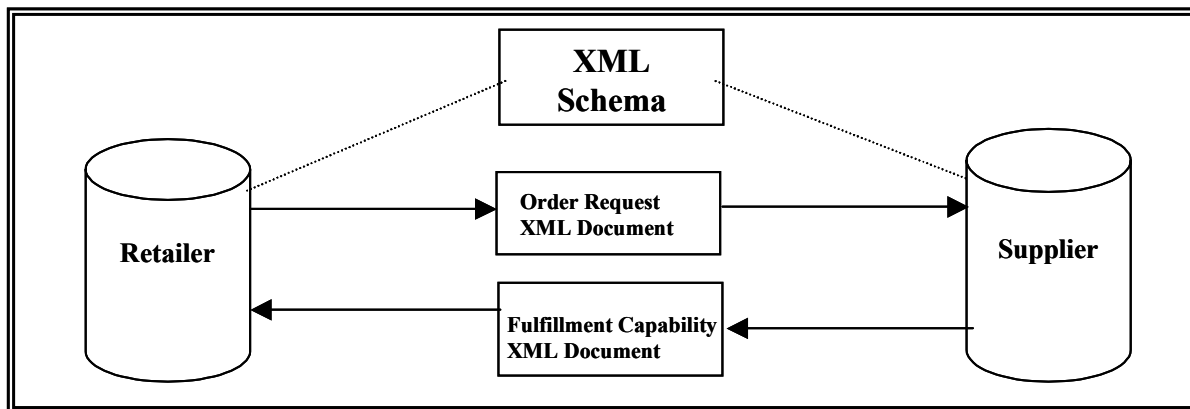 XML
Schema
Order Request
XML Document
Retailer
Supplier
Fulfillment Capability
XML Document